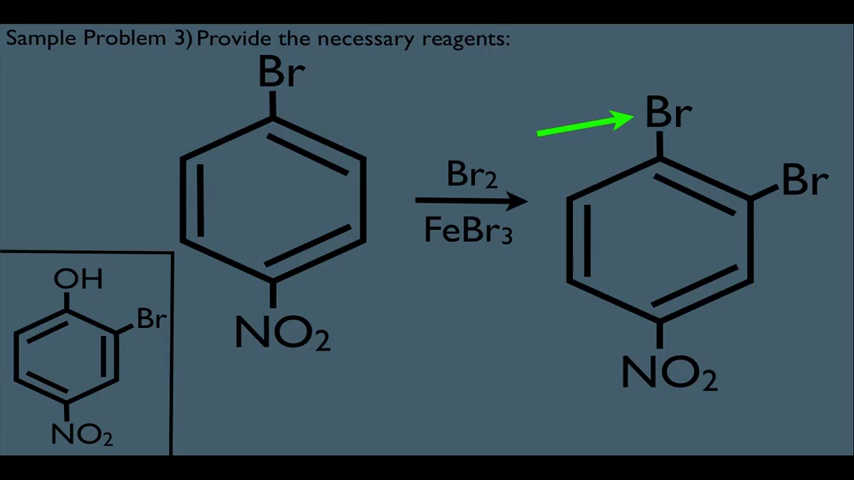 Sample Problem 3) Provide the necessary reagents:
Br
Br
Br
Br₂
FeBr₃
NO₂
NO₂
OH
Br
NO₂